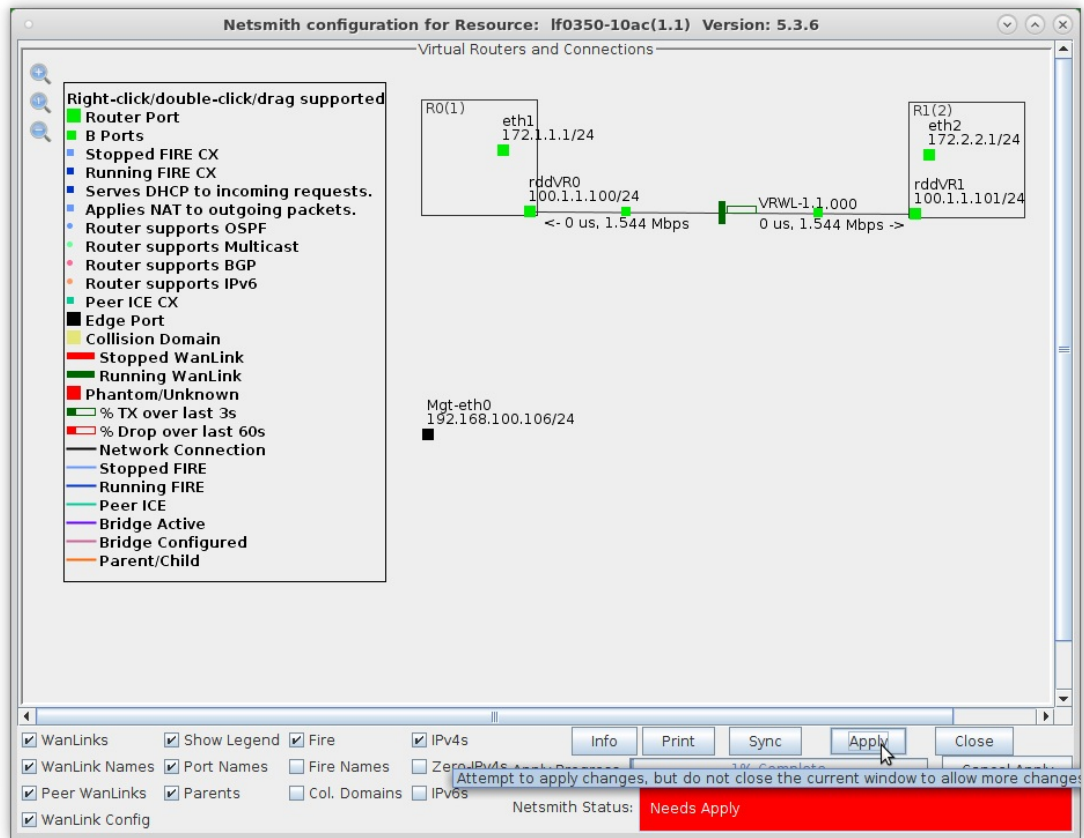 Netsmith configuration for Resource: lf0350-10ac(1.1) Version: 5.3.6
Virtual Routers and Connections
Right-click/double-click/drag supported
Router Port
B Ports
Stopped FIRE CX
Running FIRE CX
Serves DHCP to incoming requests.
Applies NAT to outgoing packets.
Router supports OSPF
Router supports Multicast
Router supports BGP
Router supports IPv6
Peer ICE CX
Edge Port
Collision Domain
Stopped WanLink
Running WanLink
Phantom/Unknown
% TX over last 3s
% Drop over last 60s
Network Connection
Stopped FIRE
Running FIRE
Peer ICE
Bridge Active
Bridge Configured
Parent/Child
R0(1)
eth1
172.1.1.1/24
rddVR0
100.1.1.100/24
<- 0 us, 1.544 Mbps
VRWL-1.1.000
0 us, 1.544 Mbps ->
R1(2)
eth2
172.2.2.1/24
rddVR1
100.1.1.101/24
Mgt-eth0
192.168.100.106/24
WanLinks Show Legend Fire IPv4s Info Print Sync Apply Close
WanLink Names Port Names Fire Names Zero-IPv4s Apply Progress 1% Complete Cancel Apply
Attempt to apply changes, but do not close the current window to allow more changes
Peer WanLinks Parents Col. Domains IPv6s
Netsmith Status: Needs Apply
WanLink Config